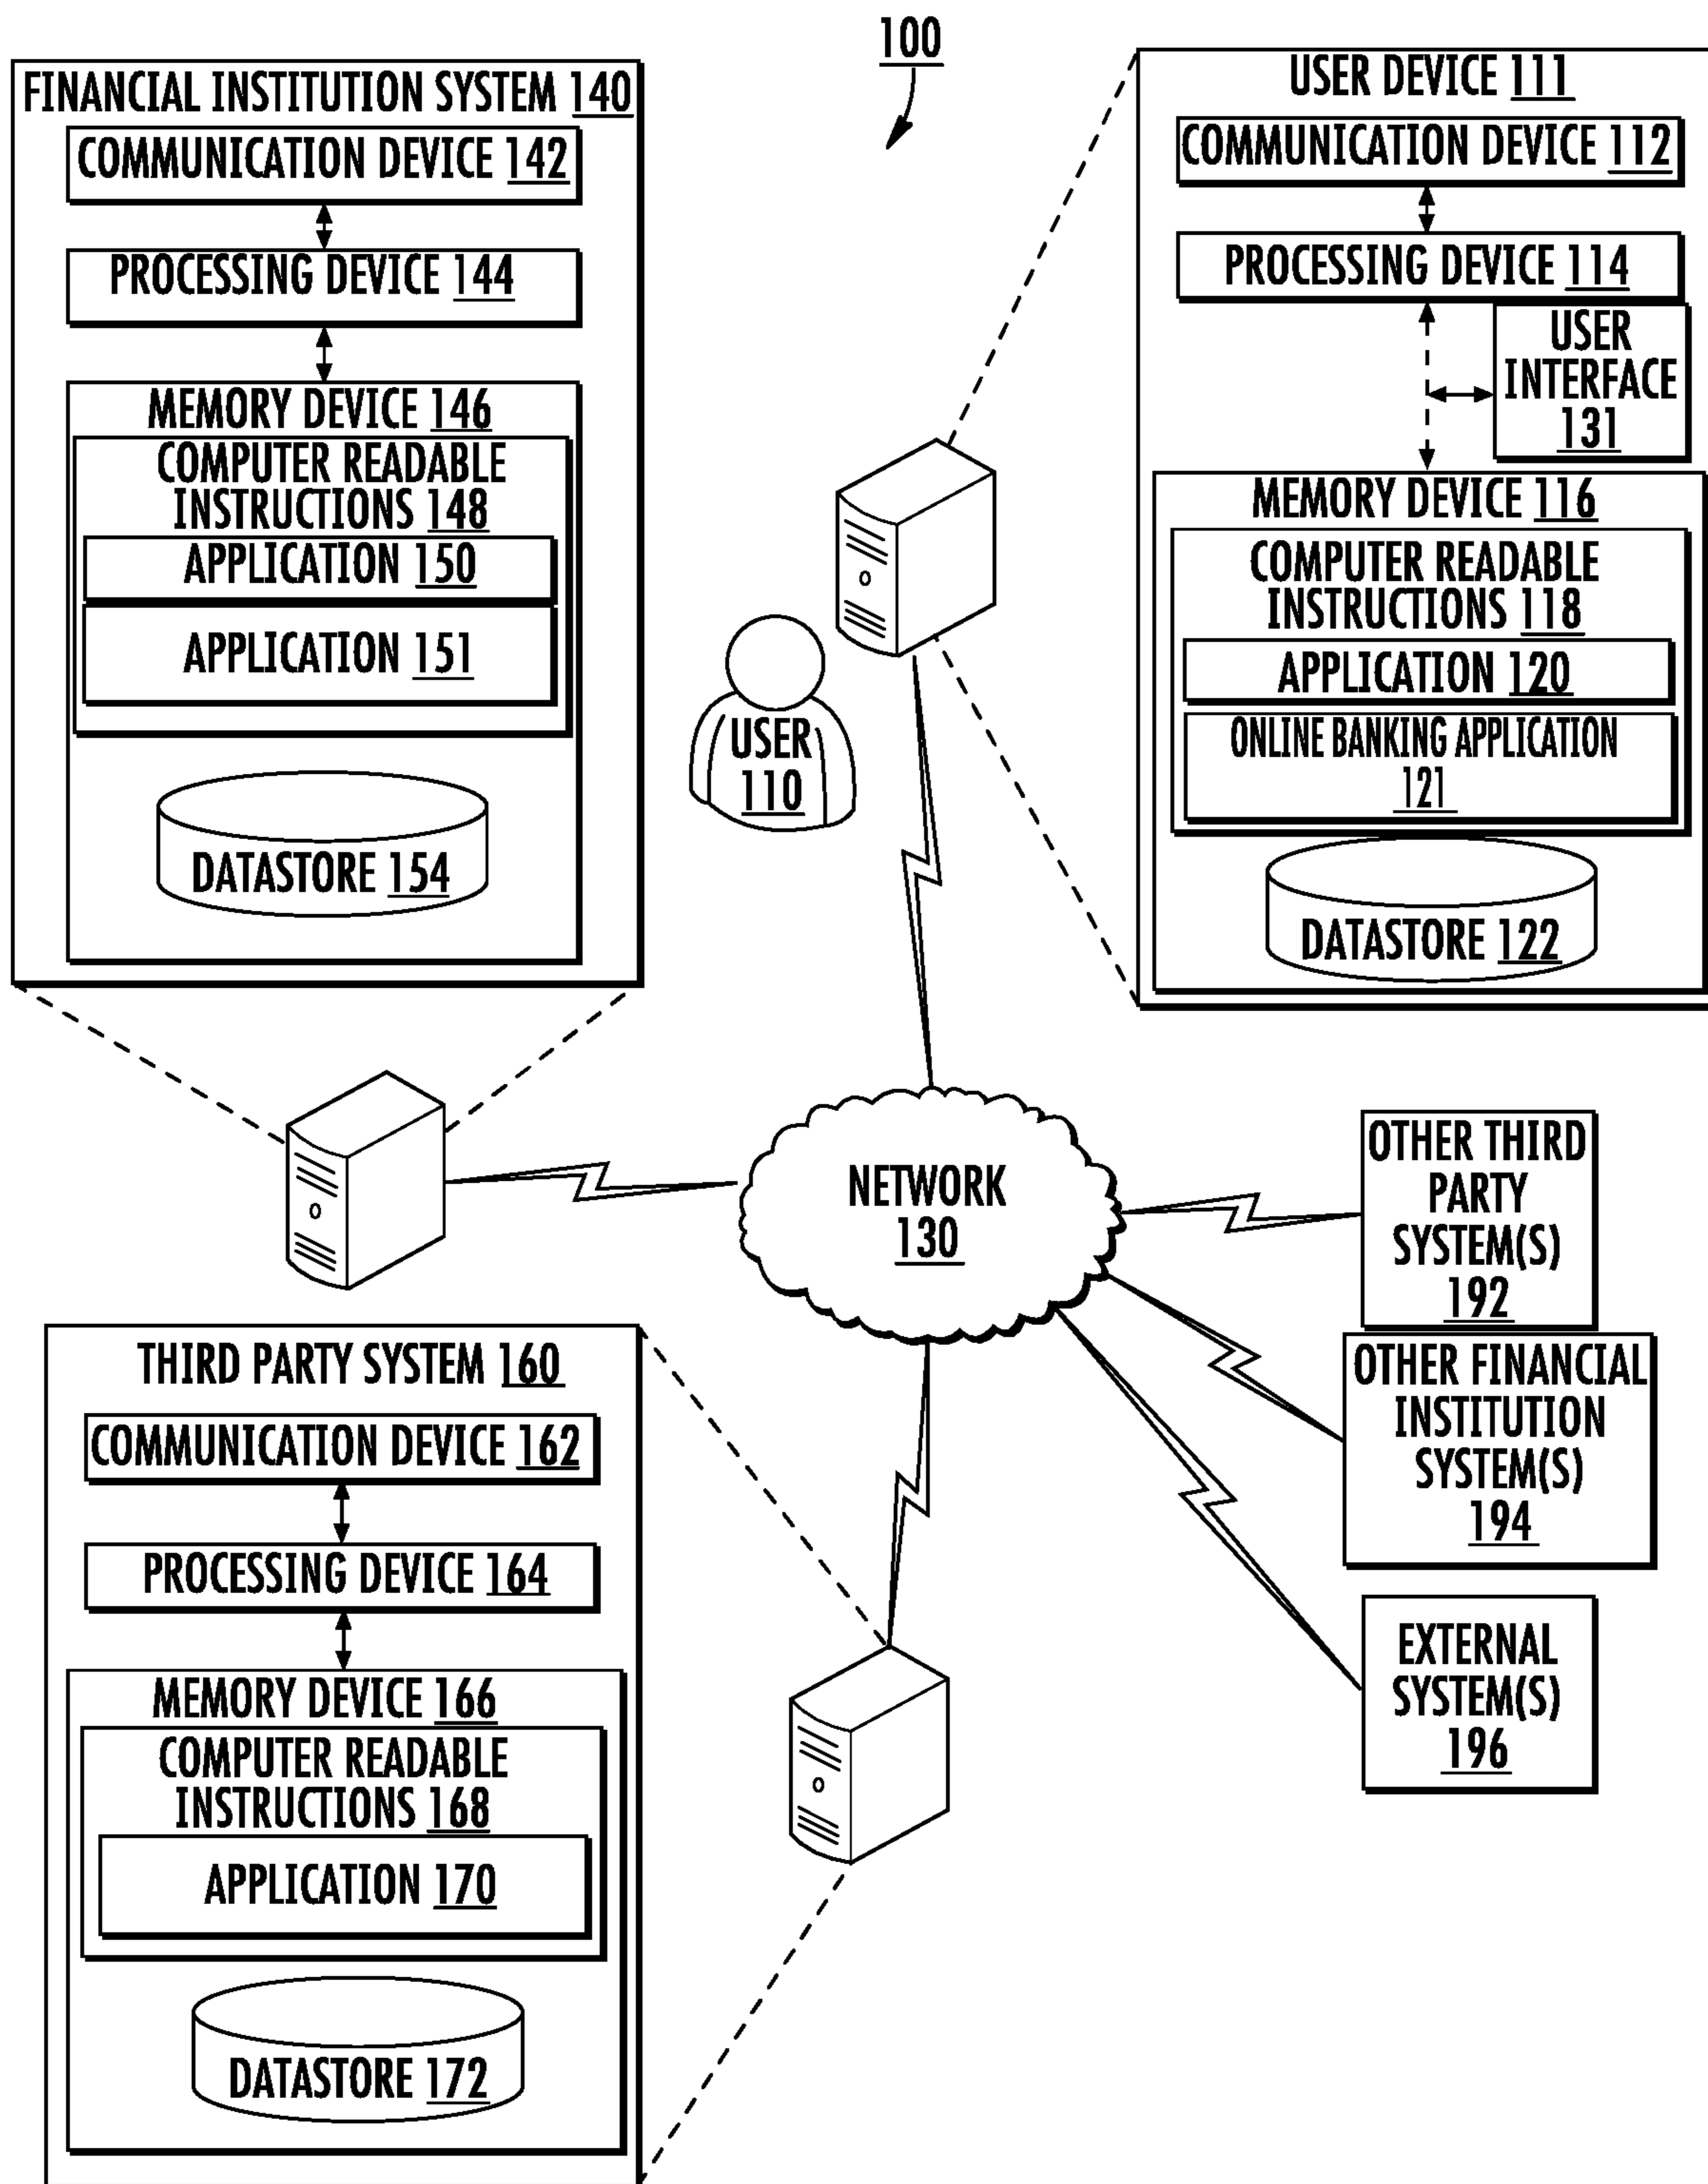 100
FINANCIAL INSTITUTION SYSTEM 140
COMMUNICATION DEVICE 142
PROCESSING DEVICE 144
MEMORY DEVICE 146
COMPUTER READABLE
INSTRUCTIONS 148
APPLICATION 150
APPLICATION 151
DATASTORE 154
USER DEVICE 111
COMMUNICATION DEVICE 112
PROCESSING DEVICE 114
USER
INTERFACE
131
MEMORY DEVICE 116
COMPUTER READABLE
INSTRUCTIONS 118
APPLICATION 120
ONLINE BANKING APPLICATION
121
DATASTORE 122
USER
110
NETWORK
130
OTHER THIRD
PARTY
SYSTEM(S)
192
OTHER FINANCIAL
INSTITUTION
SYSTEM(S)
194
EXTERNAL
SYSTEM(S)
196
THIRD PARTY SYSTEM 160
COMMUNICATION DEVICE 162
PROCESSING DEVICE 164
MEMORY DEVICE 166
COMPUTER READABLE
INSTRUCTIONS 168
APPLICATION 170
DATASTORE 172